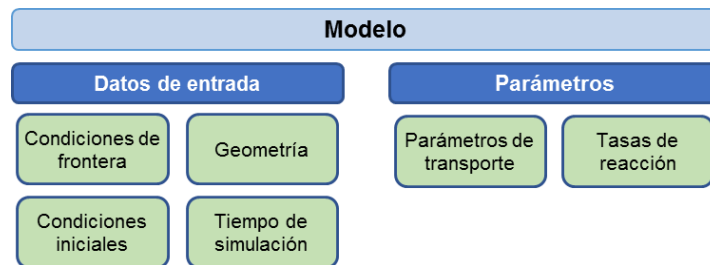 Modelo
Datos de entrada
Parámetros
Condiciones de
frontera
Geometría
Parámetros de
transporte
Tasas de
reacción
Condiciones
iniciales
Tiempo de
simulación